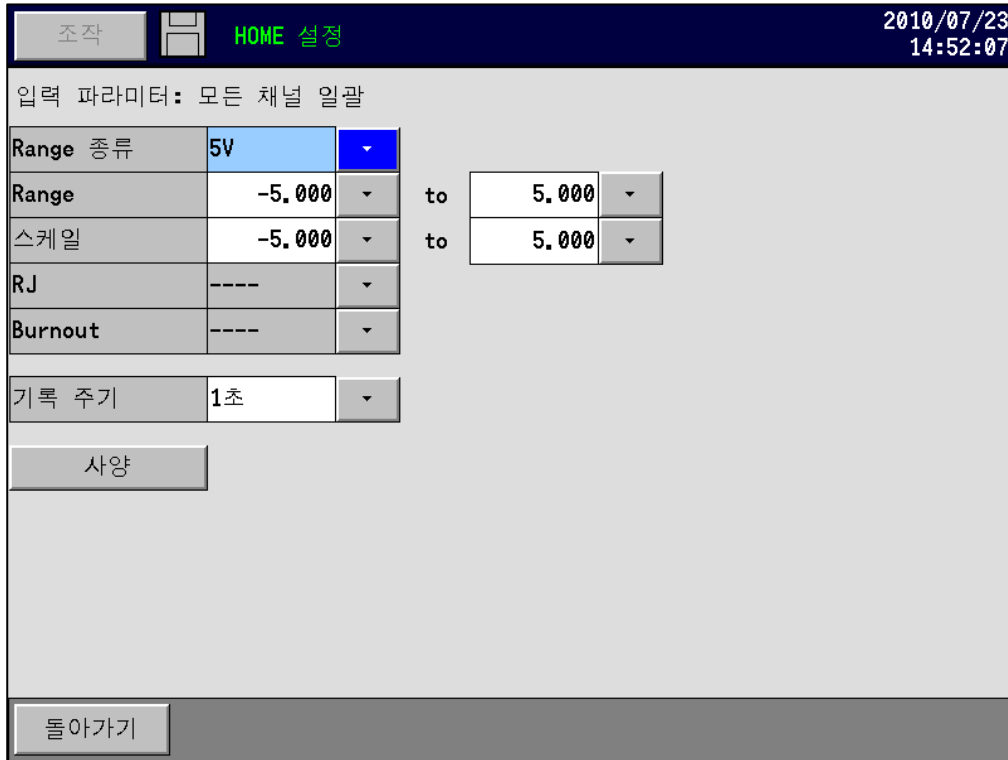 조작 HOME 설정 2010/07/23
14:52:07
입력 파라미터: 모든 채널 일괄
Range 종류 5V
Range -5.000 to 5.000
스케일 -5.000 to 5.000
RJ ----
Burnout ----
기록 주기 1초
사양
돌아가기